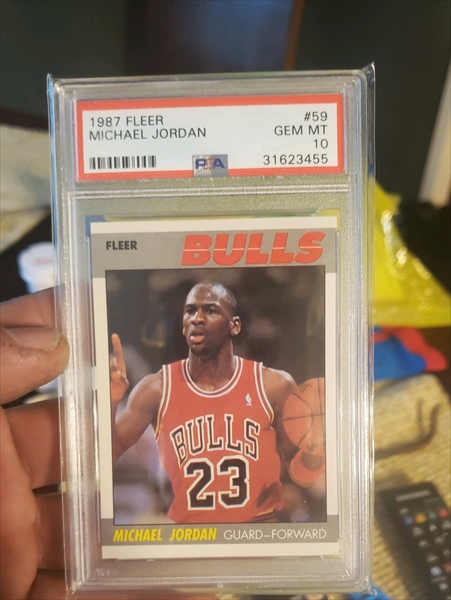 1987 FLEER #59
MICHAEL JORDAN GEM MT
10
PSA 31623455
FLEER BULLS
BULLS
23
MICHAEL JORDAN GUARD-FORWARD